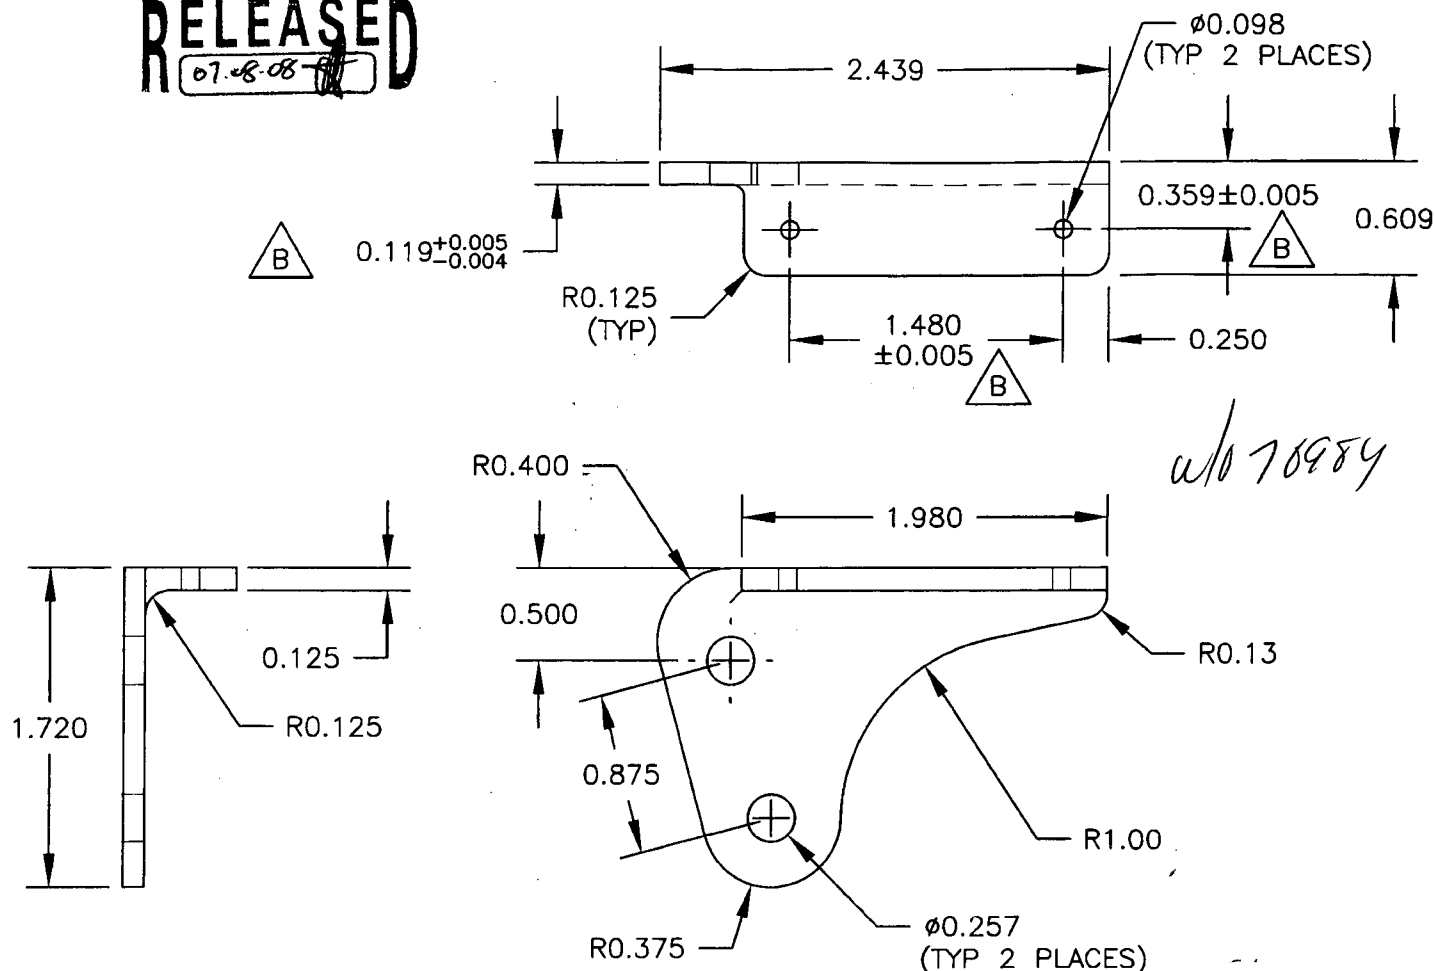 RELEASED
07.08.08
2.439
ø0.098
(TYP 2 PLACES)
0.359±0.005
0.609
B
0.119+0.005
-0.004
B
R0.125
(TYP)
1.480
±0.005
0.250
B
w/o 70984
R0.400
1.980
0.500
0.125
R0.13
1.720
R0.125
0.875
R1.00
ø0.257
(TYP 2 PLACES)
R0.375